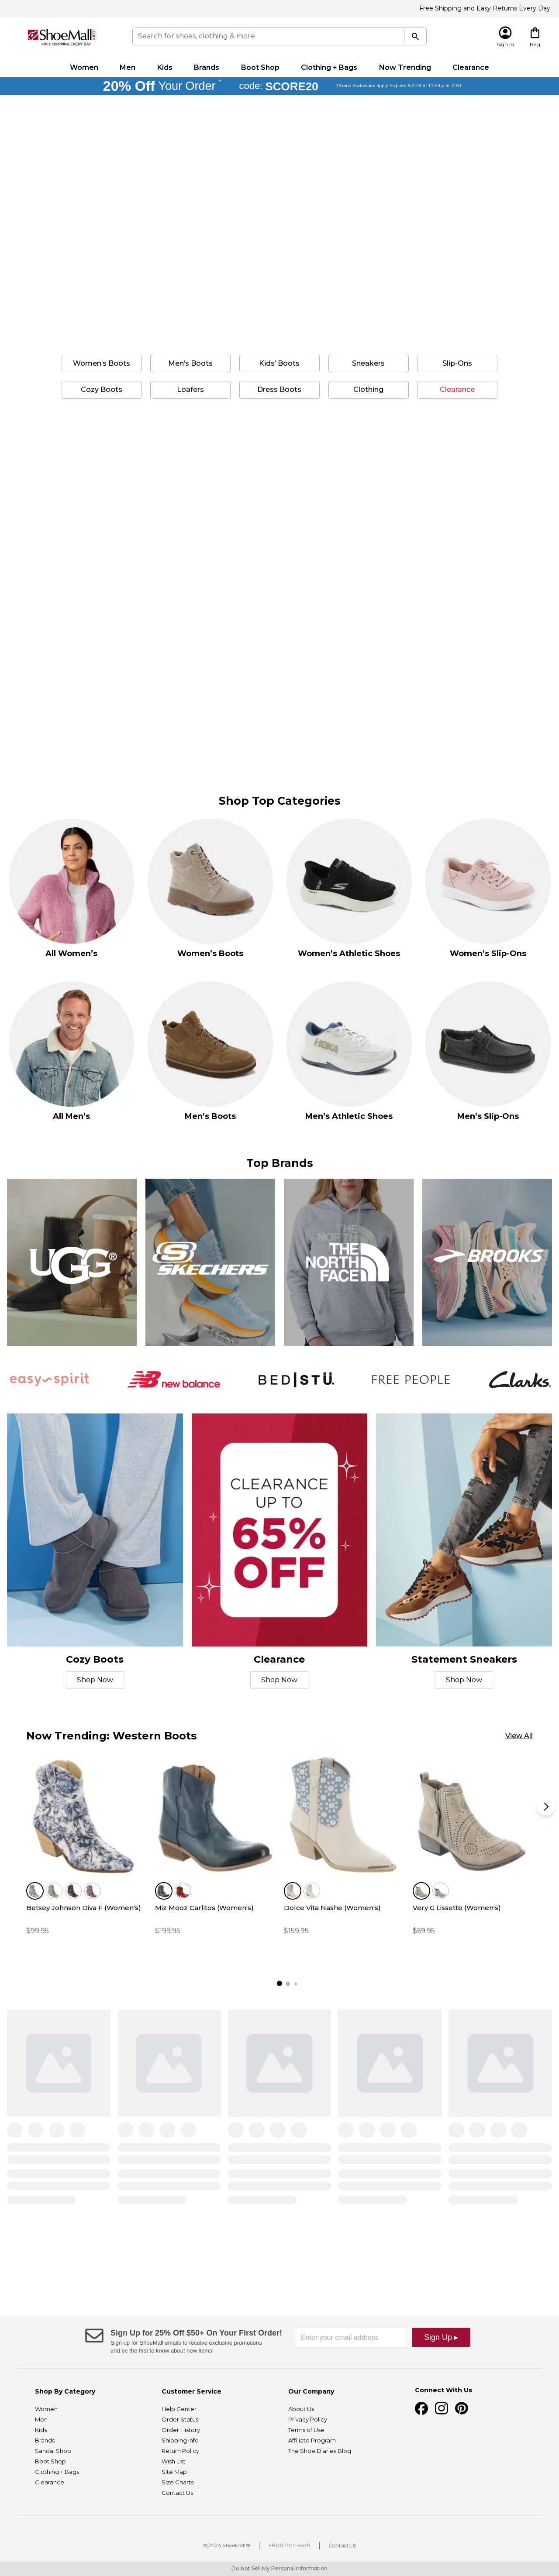 Free Shipping and Easy Returns Every Day
ShoeMall
FREE SHIPPING EVERY DAY
Search for shoes, clothing & more
Sign In
Bag
Women Men Kids Brands Boot Shop Clothing + Bags Now Trending Clearance
20% Off Your Order † code: SCORE20 †Brand exclusions apply. Expires 8-2-24 at 11:59 p.m. CST.
Women's Boots Men's Boots Kids' Boots Sneakers Slip-Ons
Cozy Boots Loafers Dress Boots Clothing Clearance
Shop Top Categories
All Women's Women's Boots Women's Athletic Shoes Women's Slip-Ons
HOKA
All Men's Men's Boots Men's Athletic Shoes Men's Slip-Ons
Top Brands
UGG®
SKECHERS
THE NORTH FACE
BROOKS
easy spirit
new balance
BED|STÜ.
FREE PEOPLE
Clarks.
CLEARANCE
UP TO
65%
OFF
Cozy Boots Clearance Statement Sneakers
Shop Now Shop Now Shop Now
Now Trending: Western Boots
View All
Betsey Johnson Diva F (Women's) Miz Mooz Carlitos (Women's) Dolce Vita Nashe (Women's) Very G Lissette (Women's)
$99.95 $199.95 $159.95 $69.95
Sign Up for 25% Off $50+ On Your First Order!
Sign up for ShoeMall emails to receive exclusive promotions
and be the first to know about new items!
Enter your email address
Sign Up ▸
Shop By Category
Women
Men
Kids
Brands
Sandal Shop
Boot Shop
Clothing + Bags
Clearance
Customer Service
Help Center
Order Status
Order History
Shipping Info
Return Policy
Wish List
Site Map
Size Charts
Contact Us
Our Company
About Us
Privacy Policy
Terms of Use
Affiliate Program
The Shoe Diaries Blog
Connect With Us
©2024 ShoeMall® | 1-800-704-5478 | Contact Us
Do Not Sell My Personal Information